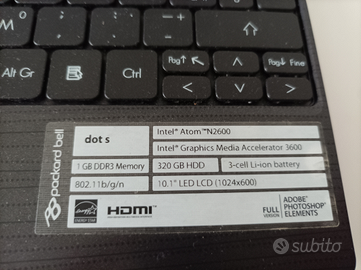 Pag↑
Pag↓ Fine
Alt Gr
Ctrl
packard bell
dot s
Intel® Atom™N2600
Intel® Graphics Media Accelerator 3600
1 GB DDR3 Memory
320 GB HDD
3-cell Li-ion battery
802.11b/g/n
10.1" LED LCD (1024x600)
ENERGY STAR
HDMI
FULL VERSION
ADOBE® PHOTOSHOP® ELEMENTS
subito